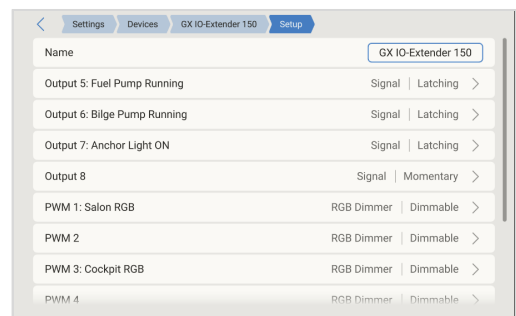 Settings Devices GX IO-Extender 150 Setup
Name GX IO-Extender 150
Output 5: Fuel Pump Running Signal | Latching
Output 6: Bilge Pump Running Signal | Latching
Output 7: Anchor Light ON Signal | Latching
Output 8 Signal | Momentary
PWM 1: Salon RGB RGB Dimmer | Dimmable
PWM 2 RGB Dimmer | Dimmable
PWM 3: Cockpit RGB RGB Dimmer | Dimmable
PWM 4 RGB Dimmer | Dimmable